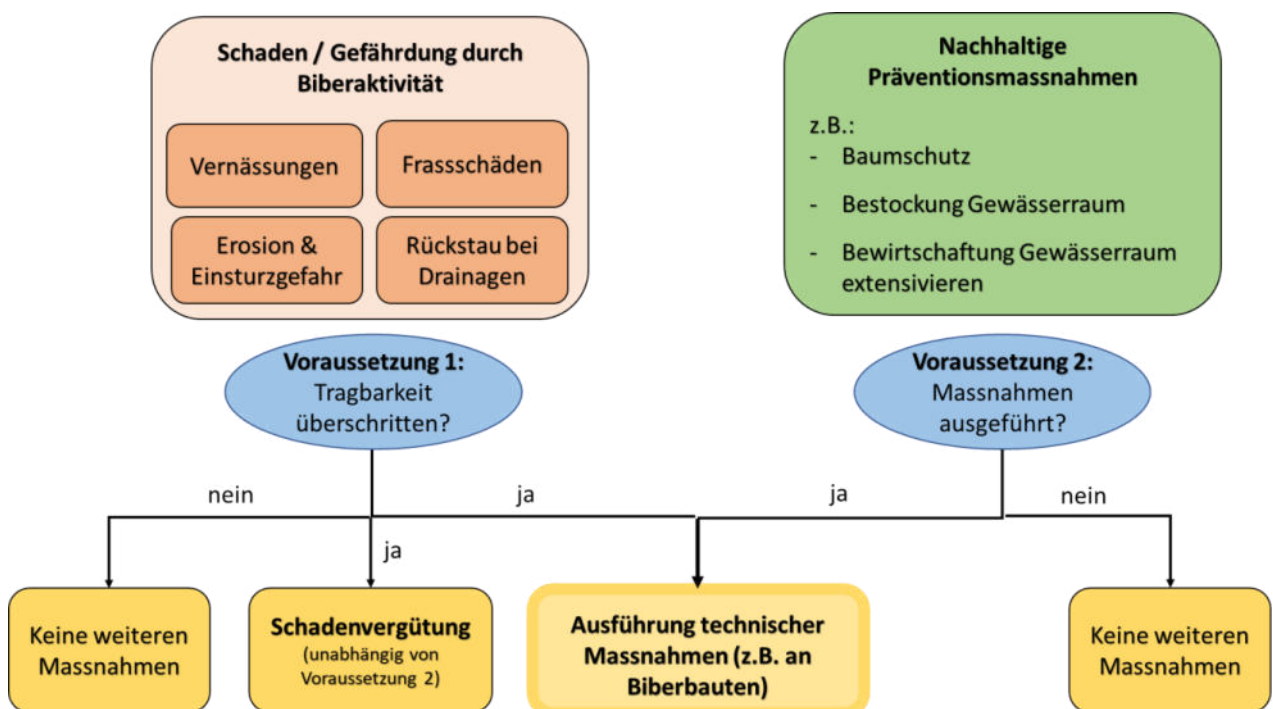 Schaden / Gefährdung durch
Biberaktivität
Vernässungen
Frassschäden
Erosion &
Einsturzgefahr
Rückstau bei
Drainagen
Nachhaltige
Präventionsmassnahmen
z.B.:
- Baumschutz
- Bestockung Gewässerraum
- Bewirtschaftung Gewässerraum
extensivieren
Voraussetzung 1:
Tragbarkeit
überschritten?
Voraussetzung 2:
Massnahmen
ausgeführt?
nein
ja
ja
nein
ja
Keine weiteren
Massnahmen
Schadenvergütung
(unabhängig von
Voraussetzung 2)
Ausführung technischer
Massnahmen (z.B. an
Biberbauten)
Keine weiteren
Massnahmen